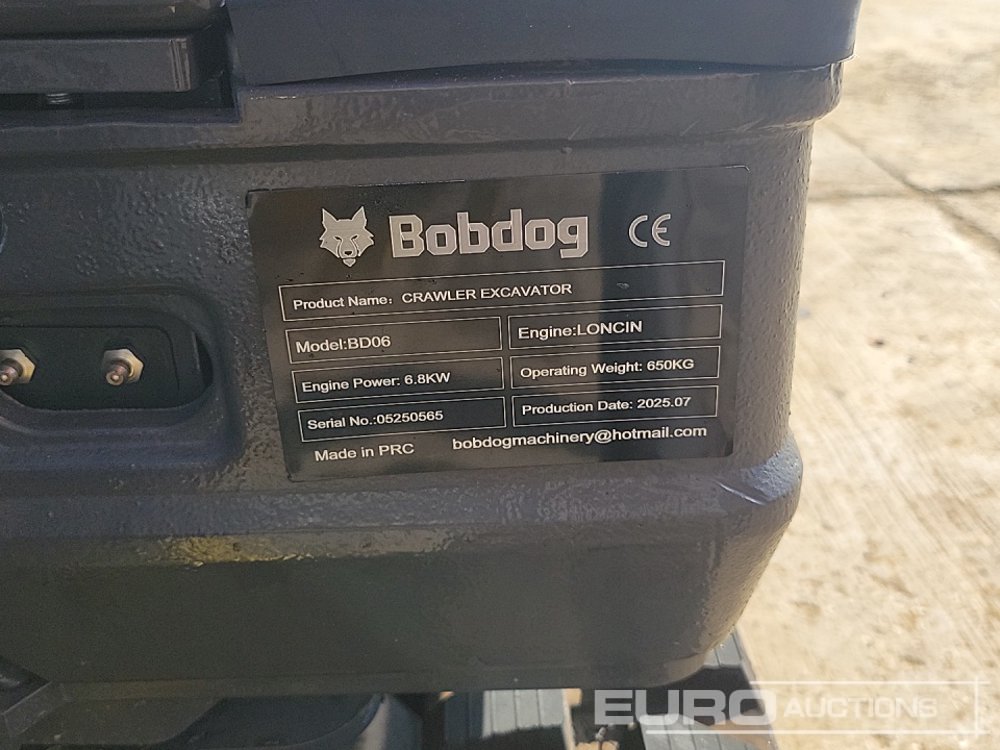 Bobdog CE
Product Name: CRAWLER EXCAVATOR
Model:BD06 Engine:LONCIN
Engine Power: 6.8KW Operating Weight: 650KG
Serial No.:05250565 Production Date: 2025.07
Made in PRC bobdogmachinery@hotmail.com
EURO AUCTIONS